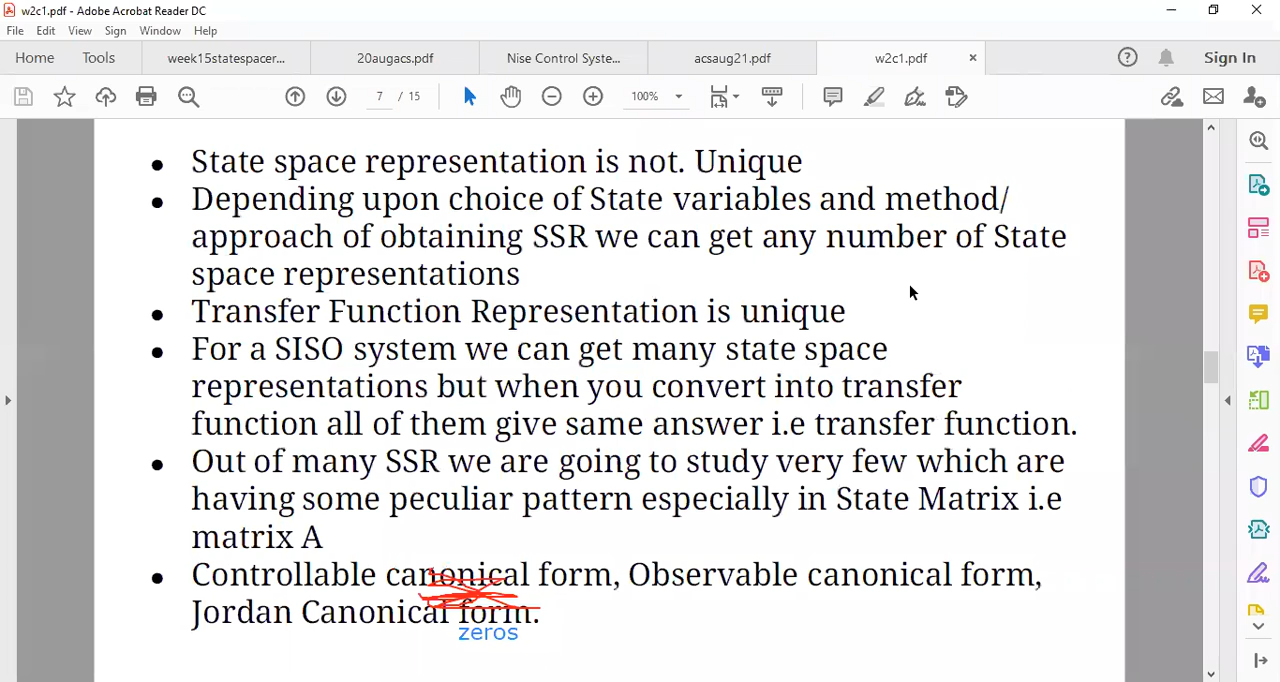 w2c1.pdf - Adobe Acrobat Reader DC
File Edit View Sign Window Help
Home Tools week15statespacer... 20augacs.pdf Nise Control Syste... acsaug21.pdf w2c1.pdf × Sign In
7 / 15 100%
• State space representation is not. Unique
• Depending upon choice of State variables and method/
approach of obtaining SSR we can get any number of State
space representations
• Transfer Function Representation is unique
• For a SISO system we can get many state space
representations but when you convert into transfer
function all of them give same answer i.e transfer function.
• Out of many SSR we are going to study very few which are
having some peculiar pattern especially in State Matrix i.e
matrix A
• Controllable canonical form, Observable canonical form,
Jordan Canonical form.
zeros